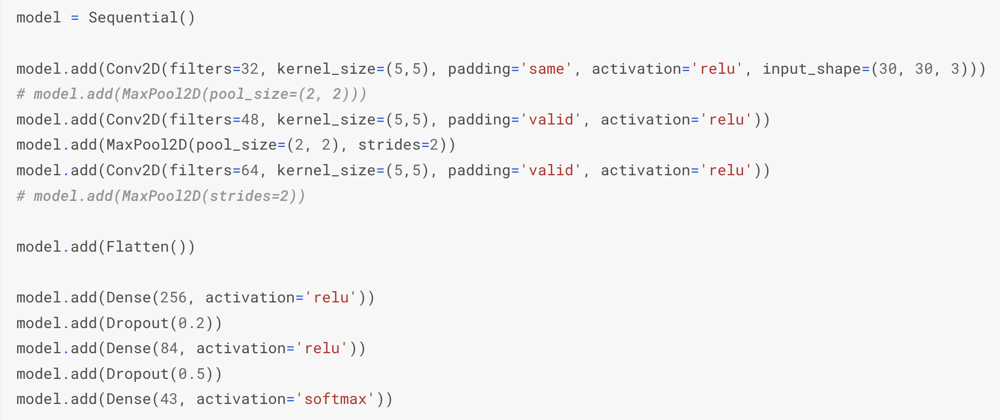 model = Sequential()
model.add(Conv2D(filters=32, kernel_size=(5,5), padding='same', activation='relu', input_shape=(30, 30, 3)))
# model.add(MaxPool2D(pool_size=(2, 2)))
model.add(Conv2D(filters=48, kernel_size=(5,5), padding='valid', activation='relu'))
model.add(MaxPool2D(pool_size=(2, 2), strides=2))
model.add(Conv2D(filters=64, kernel_size=(5,5), padding='valid', activation='relu'))
# model.add(MaxPool2D(strides=2))
model.add(Flatten())
model.add(Dense(256, activation='relu'))
model.add(Dropout(0.2))
model.add(Dense(84, activation='relu'))
model.add(Dropout(0.5))
model.add(Dense(43, activation='softmax'))